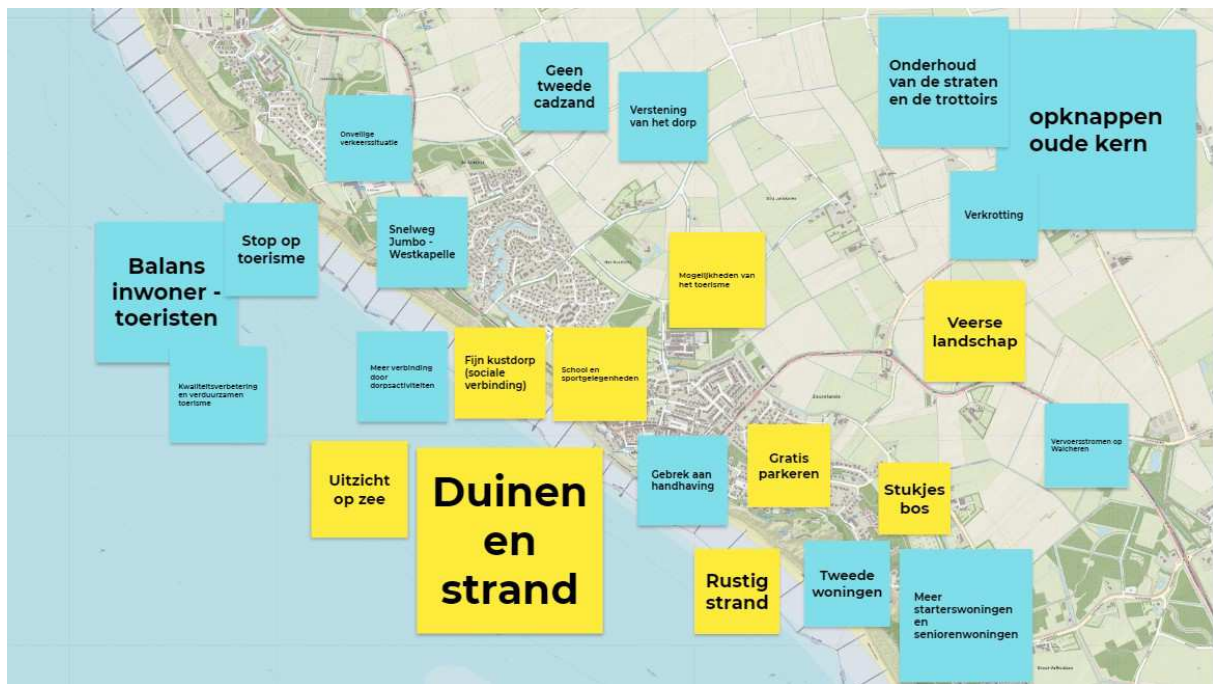 Geen
tweede
cadzand
Verstening
van het dorp
Onderhoud
van de straten
en de trottoirs
opknappen
oude kern
Onveilige
verkeerssituatie
Verkrotting
Snelweg
Jumbo -
Westkapelle
Stop op
toerisme
Balans
inwoner -
toeristen
Mogelijkheden van
het toerisme
Veerse
landschap
Kwaliteitsverbetering
en verduurzamen
toerisme
Meer verbinding
door
dorpsactiviteiten
Fijn kustdorp
(sociale
verbinding)
School en
sportgelegenheden
Vervoersstromen op
Walcheren
Uitzicht
op zee
Duinen
en
strand
Gebrek aan
handhaving
Gratis
parkeren
Stukjes
bos
Rustig
strand
Tweede
woningen
Meer
starterswoningen
en
seniorenwoningen